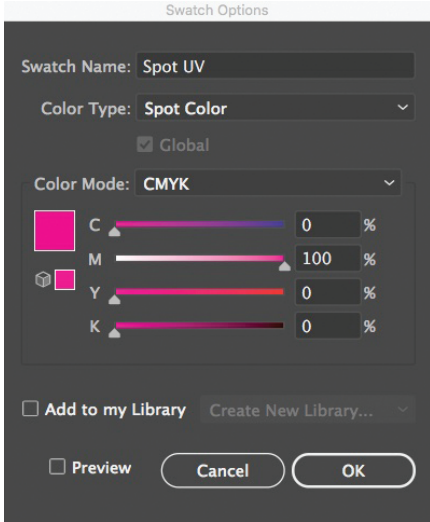 Swatch Options
Swatch Name: Spot UV
Color Type: Spot Color
Global
Color Mode: CMYK
C 0 %
M 100 %
Y 0 %
K 0 %
Add to my Library Create New Library...
Preview Cancel OK